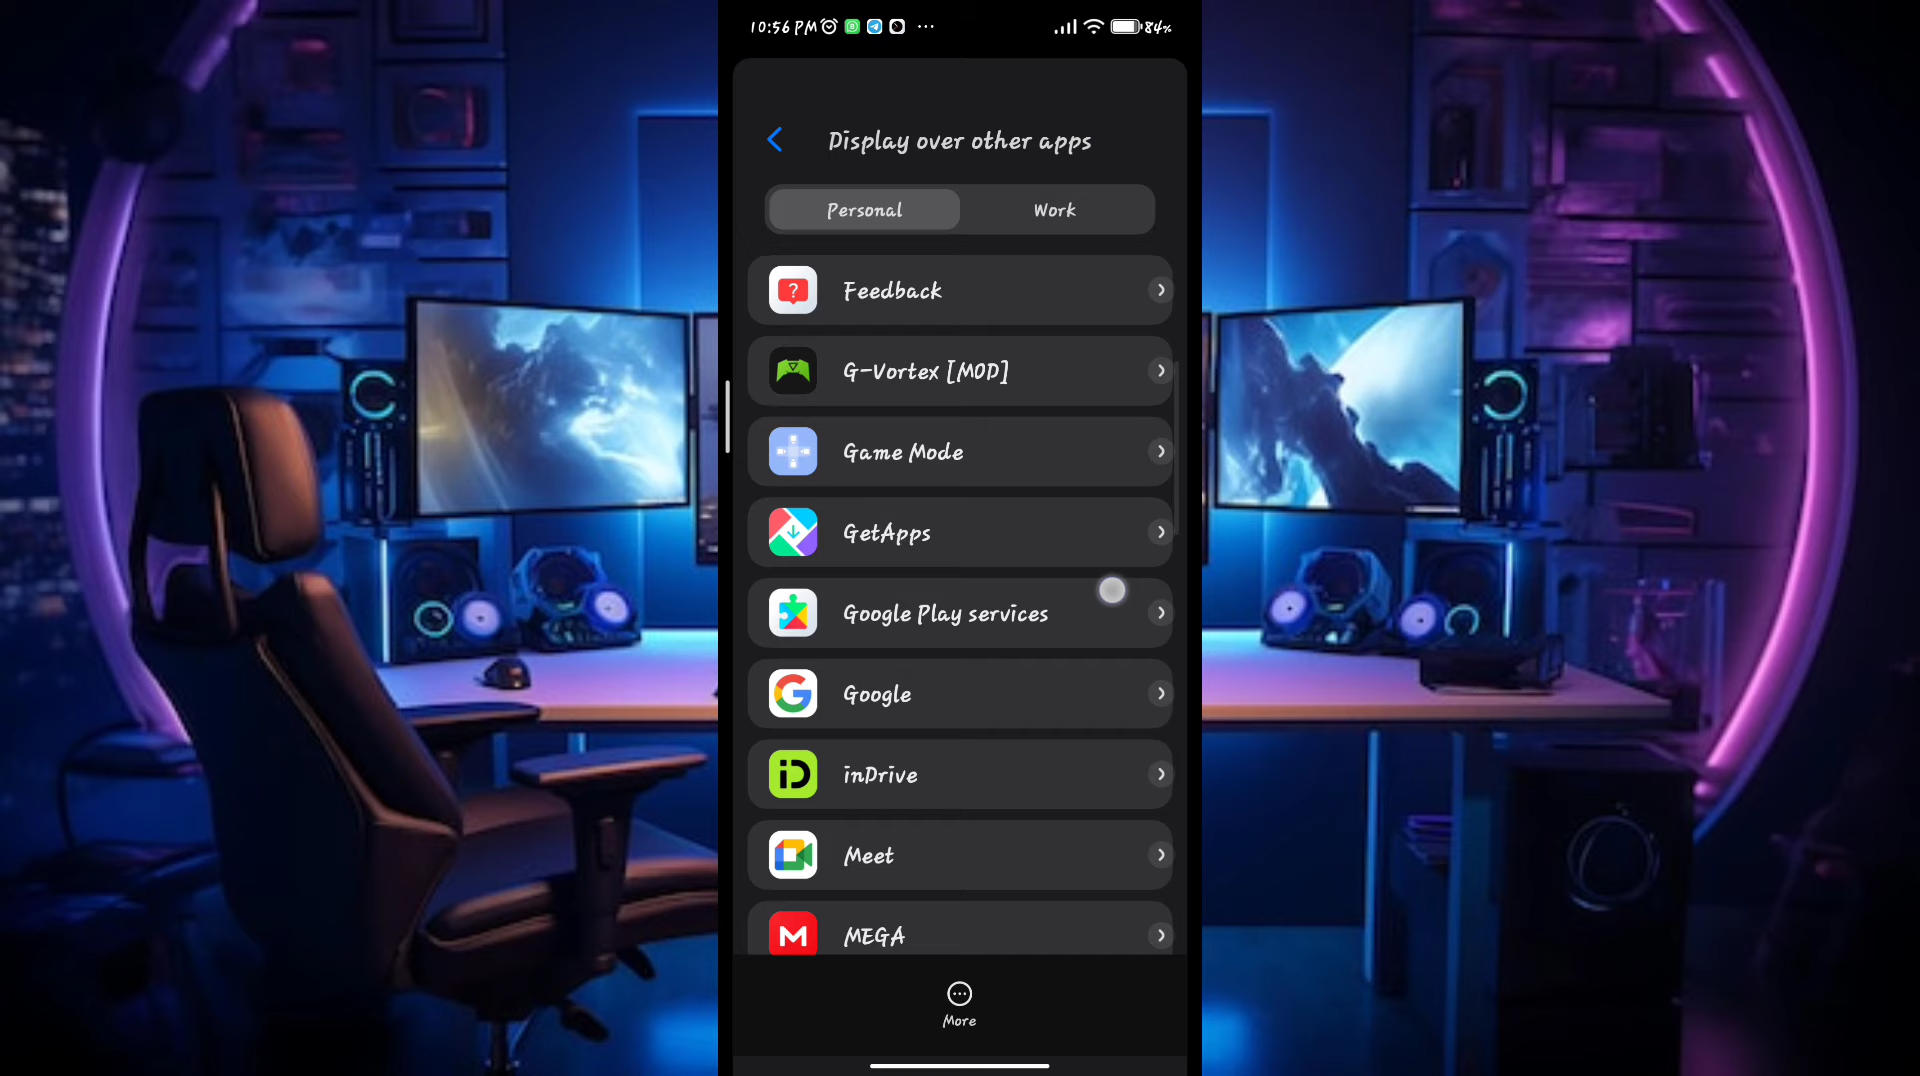 10:56 PM 84%
Display over other apps
Personal Work
Feedback
G-Vortex [MOD]
Game Mode
GetApps
Google Play services
Google
inDrive
Meet
MEGA
More